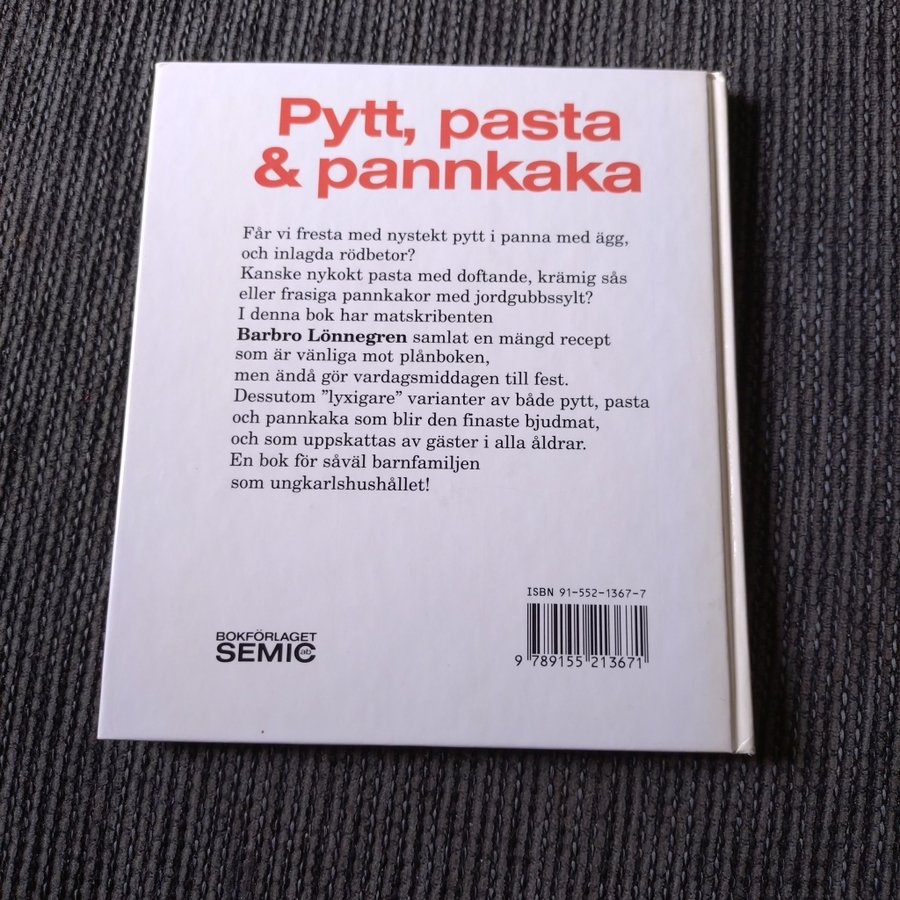 Pytt, pasta
& pannkaka
Får vi fresta med nystekt pytt i panna med ägg,
och inlagda rödbetor?
Kanske nykokt pasta med doftande, krämig sås
eller frasiga pannkakor med jordgubbssylt?
I denna bok har matskribenten
Barbro Lönnegren samlat en mängd recept
som är vänliga mot plånboken,
men ändå gör vardagsmiddagen till fest.
Dessutom ”lyxigare” varianter av både pytt, pasta
och pannkaka som blir den finaste bjudmat,
och som uppskattas av gäster i alla åldrar.
En bok för såväl barnfamiljen
som ungkarlshushållet!
ISBN 91-552-1367-7
9 789155 213671
BOKFÖRLAGET
SEMIC ab